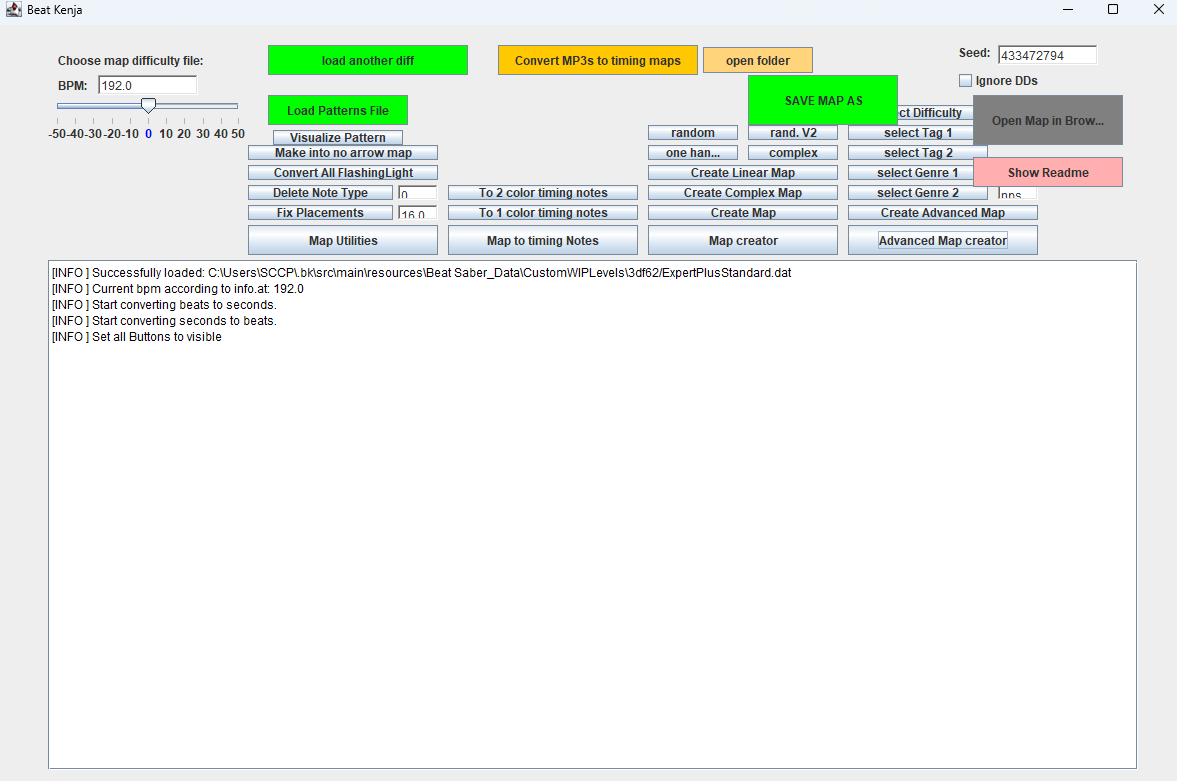 Beat Kenja
Choose map difficulty file:
load another diff
Convert MP3s to timing maps
open folder
Seed:
433472794
BPM:
192.0
Ignore DDs
SAVE MAP AS
Load Patterns File
Open Map in Brow...
-50-40-30-20-10 0 10 20 30 40 50
Visualize Pattern
random
rand. V2
select Tag 1
Make into no arrow map
one han...
complex
select Tag 2
Convert All FlashingLight
Create Linear Map
select Genre 1
Show Readme
Delete Note Type
0
To 2 color timing notes
Create Complex Map
select Genre 2
nps
Fix Placements
16.0
To 1 color timing notes
Create Map
Create Advanced Map
Map Utilities
Map to timing Notes
Map creator
Advanced Map creator
[INFO ] Successfully loaded: C:\Users\SCCP\.bk\src\main\resources\Beat Saber_Data\CustomWIPLevels\3df62/ExpertPlusStandard.dat
[INFO ] Current bpm according to info.at: 192.0
[INFO ] Start converting beats to seconds.
[INFO ] Start converting seconds to beats.
[INFO ] Set all Buttons to visible